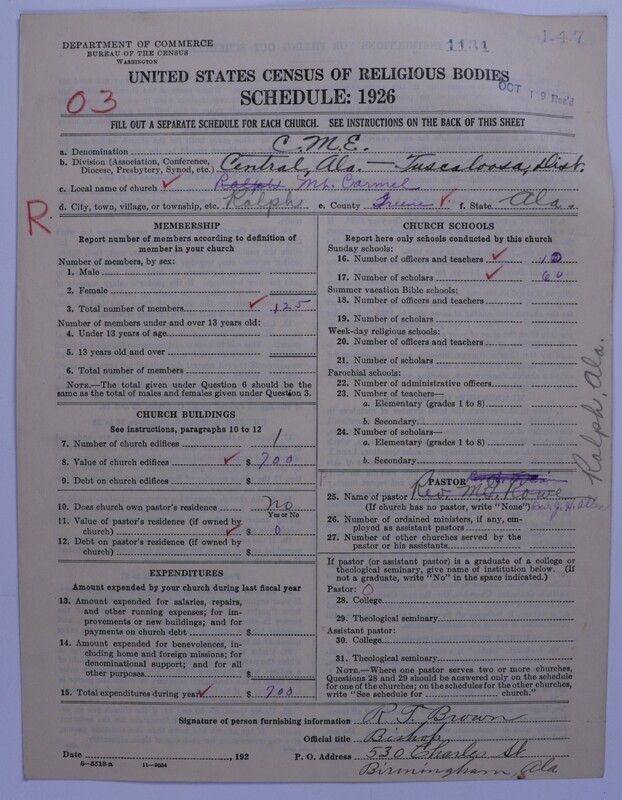 DEPARTMENT OF COMMERCE
BUREAU OF THE CENSUS
WASHINGTON
1131
1-47
UNITED STATES CENSUS OF RELIGIOUS BODIES
SCHEDULE: 1926
OCT 19 Rec'd
03
FILL OUT A SEPARATE SCHEDULE FOR EACH CHURCH. SEE INSTRUCTIONS ON THE BACK OF THIS SHEET
a. Denomination C.M.E.
b. Division (Association, Conference, Diocese, Presbytery, Synod, etc.) Central, Ala. — Tuscaloosa, Dist.
c. Local name of church Ralph Mt. Carmel
d. City, town, village, or township, etc. Ralph e. County Greene f. State Ala.
R.
MEMBERSHIP
Report number of members according to definition of
member in your church
Number of members, by sex:
1. Male
2. Female
3. Total number of members 125
Number of members under and over 13 years old:
4. Under 13 years of age
5. 13 years old and over
6. Total number of members
NOTE.—The total given under Question 6 should be the
same as the total of males and females given under Question 3.
CHURCH BUILDINGS
See instructions, paragraphs 10 to 12
7. Number of church edifices 1
8. Value of church edifices $ 700
9. Debt on church edifices $
10. Does church own pastor's residence No
Yes or No
11. Value of pastor's residence (if owned by
church) $ 0
12. Debt on pastor's residence (if owned by
church) $
EXPENDITURES
Amount expended by your church during last fiscal year
13. Amount expended for salaries, repairs,
and other running expenses; for im-
provements or new buildings; and for
payments on church debt $
14. Amount expended for benevolences, in-
cluding home and foreign missions; for
denominational support; and for all
other purposes $
15. Total expenditures during year $ 700
CHURCH SCHOOLS
Report here only schools conducted by this church
Sunday schools:
16. Number of officers and teachers 10
17. Number of scholars 60
Summer vacation Bible schools:
18. Number of officers and teachers
19. Number of scholars
Week-day religious schools:
20. Number of officers and teachers
21. Number of scholars
Parochial schools:
22. Number of administrative officers
23. Number of teachers—
a. Elementary (grades 1 to 8)
b. Secondary
24. Number of scholars—
a. Elementary (grades 1 to 8)
b. Secondary
Ralph, Ala.
PASTOR
25. Name of pastor Rev. M.G. Rowe
(If church has no pastor, write "None")
26. Number of ordained ministers, if any, em-
ployed as assistant pastors
27. Number of other churches served by the
pastor or his assistants
If pastor (or assistant pastor) is a graduate of a college or
theological seminary, give name of institution below. (If
not a graduate, write "No" in the space indicated.)
Pastor: 0
28. College
29. Theological seminary
Assistant pastor:
30. College
31. Theological seminary
NOTE.—Where one pastor serves two or more churches,
Questions 28 and 29 should be answered only on the schedule
for one of the churches; on the schedules for the other churches,
write "See schedule for church."
Signature of person furnishing information R T Brown
Official title Bishop
Date , 192 P. O. Address 530 Charles St
8—5318 a 11—9034 Birmingham, Ala